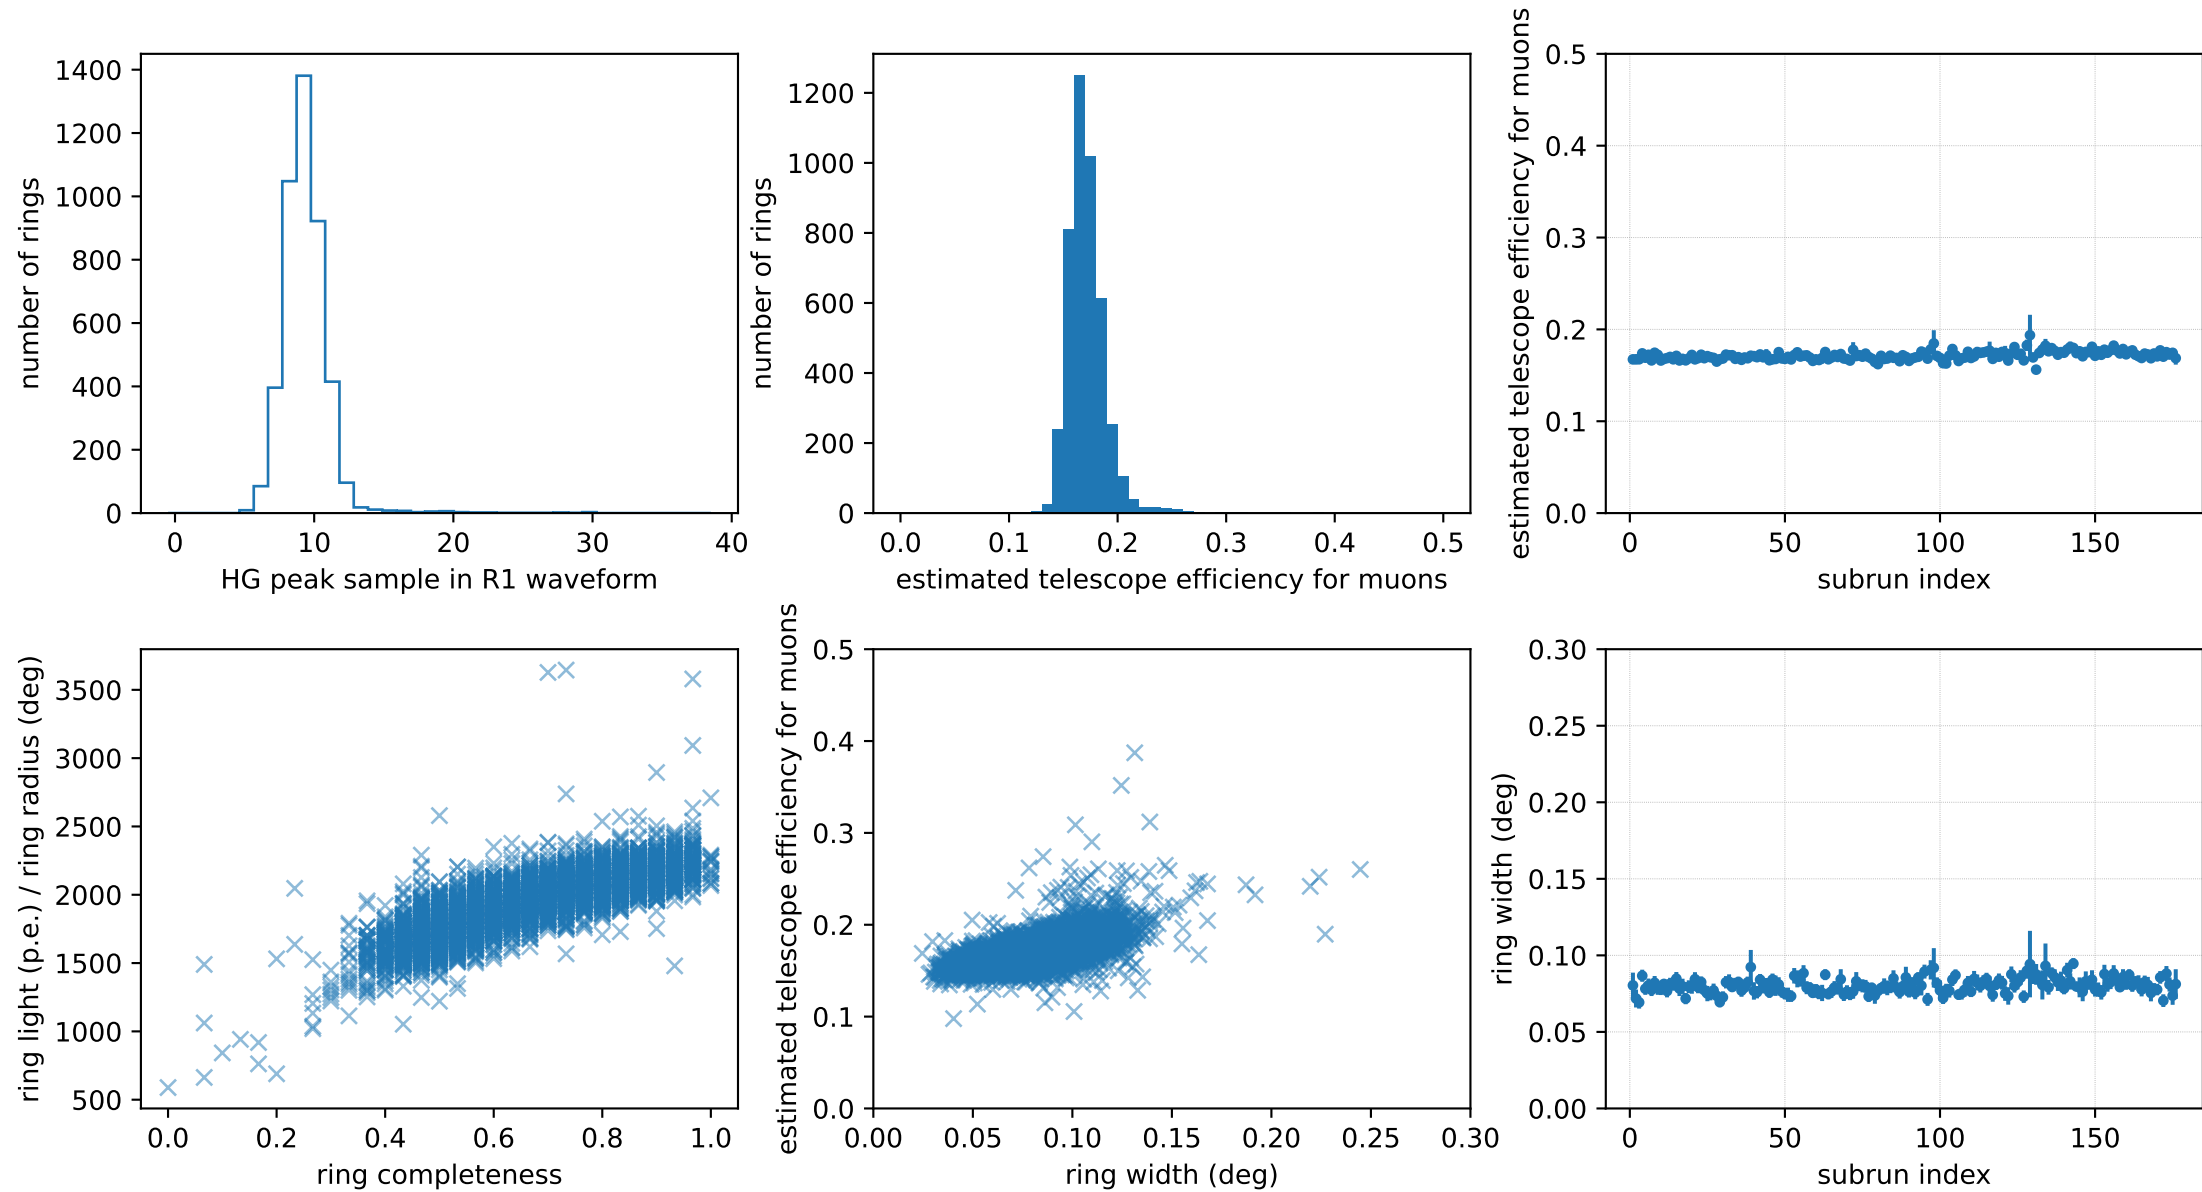 1400
1200
1000
800
600
400
200
0
number of rings
0 10 20 30 40
HG peak sample in R1 waveform
1200
1000
800
600
400
200
0
number of rings
0.0 0.1 0.2 0.3 0.4 0.5
estimated telescope efficiency for muons
0.5
0.4
0.3
0.2
0.1
0.0
estimated telescope efficiency for muons
0 50 100 150
subrun index
3500
3000
2500
2000
1500
1000
500
ring light (p.e.) / ring radius (deg)
0.0 0.2 0.4 0.6 0.8 1.0
ring completeness
0.5
0.4
0.3
0.2
0.1
0.0
estimated telescope efficiency for muons
0.00 0.05 0.10 0.15 0.20 0.25 0.30
ring width (deg)
0.30
0.25
0.20
0.15
0.10
0.05
0.00
ring width (deg)
0 50 100 150
subrun index